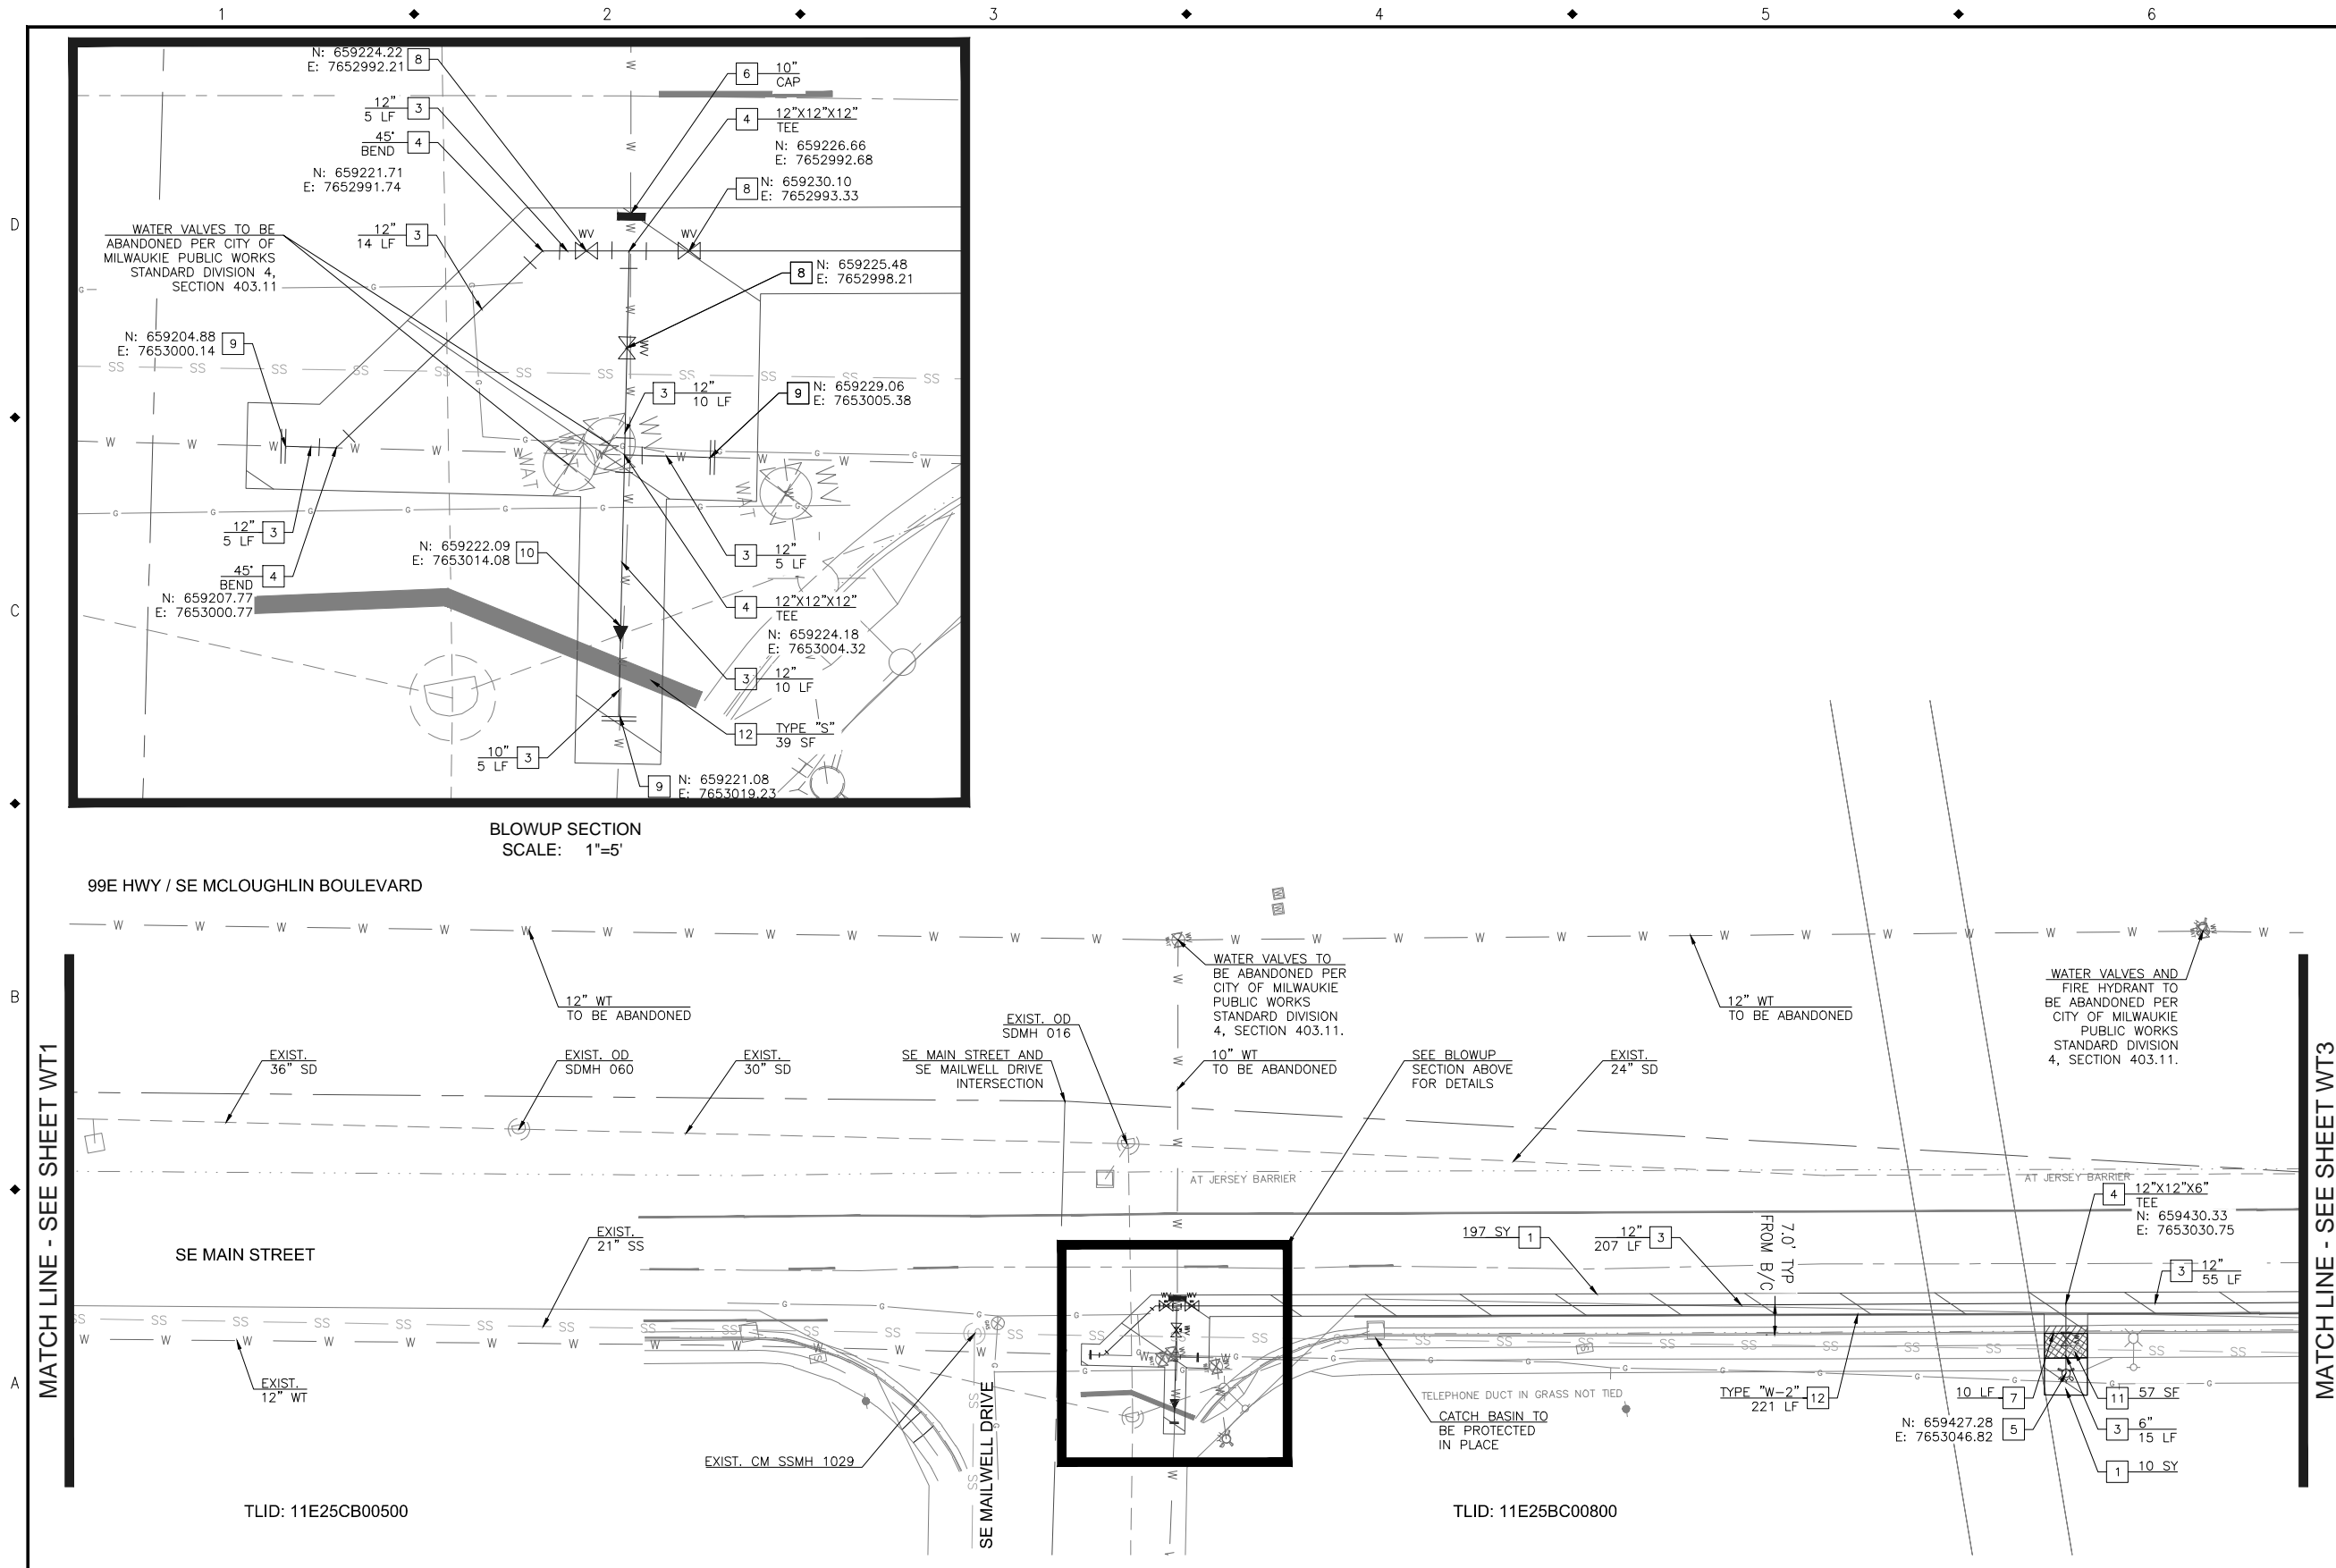 1
2
3
4
5
6
D
C
B
A
N: 659224.22
E: 7652992.21
8
12"
5 LF
3
45°
BEND
4
N: 659221.71
E: 7652991.74
WATER VALVES TO BE
ABANDONED PER CITY OF
MILWAUKIE PUBLIC WORKS
STANDARD DIVISION 4,
SECTION 403.11
12"
14 LF
3
N: 659204.88
E: 7653000.14
9
6
10"
CAP
4
12"X12"X12"
TEE
N: 659226.66
E: 7652992.68
8
N: 659230.10
E: 7652993.33
WV
WV
8
N: 659225.48
E: 7652998.21
WV
3
12"
10 LF
9
N: 659229.06
E: 7653005.38
12"
5 LF
3
45°
BEND
4
N: 659207.77
E: 7653000.77
N: 659222.09
E: 7653014.08
10
3
12"
5 LF
4
12"X12"X12"
TEE
N: 659224.18
E: 7653004.32
3
12"
10 LF
12
TYPE "S"
39 SF
10"
5 LF
3
9
N: 659221.08
E: 7653019.23
BLOWUP SECTION
SCALE: 1"=5'
99E HWY / SE MCLOUGHLIN BOULEVARD
12" WT
TO BE ABANDONED
WATER VALVES TO
BE ABANDONED PER
CITY OF MILWAUKIE
PUBLIC WORKS
STANDARD DIVISION
4, SECTION 403.11.
12" WT
TO BE ABANDONED
WATER VALVES AND
FIRE HYDRANT TO
BE ABANDONED PER
CITY OF MILWAUKIE
PUBLIC WORKS
STANDARD DIVISION
4, SECTION 403.11.
EXIST.
36" SD
EXIST. OD
SDMH 060
EXIST.
30" SD
EXIST. OD
SDMH 016
SE MAIN STREET AND
SE MAILWELL DRIVE
INTERSECTION
10" WT
TO BE ABANDONED
SEE BLOWUP
SECTION ABOVE
FOR DETAILS
EXIST.
24" SD
MATCH LINE - SEE SHEET WT1
MATCH LINE - SEE SHEET WT3
AT JERSEY BARRIER
AT JERSEY BARRIER
4
12"X12"X6"
TEE
N: 659430.33
E: 7653030.75
SE MAIN STREET
EXIST.
21" SS
197 SY
1
12"
207 LF
3
7.0' TYP
FROM B/C
3
12"
55 LF
EXIST.
12" WT
TELEPHONE DUCT IN GRASS NOT TIED
CATCH BASIN TO
BE PROTECTED
IN PLACE
TYPE "W-2"
221 LF
12
10 LF
7
N: 659427.28
E: 7653046.82
5
11
57 SF
3
6"
15 LF
1
10 SY
EXIST. CM SSMH 1029
SE MAILWELL DRIVE
TLID: 11E25CB00500
TLID: 11E25BC00800